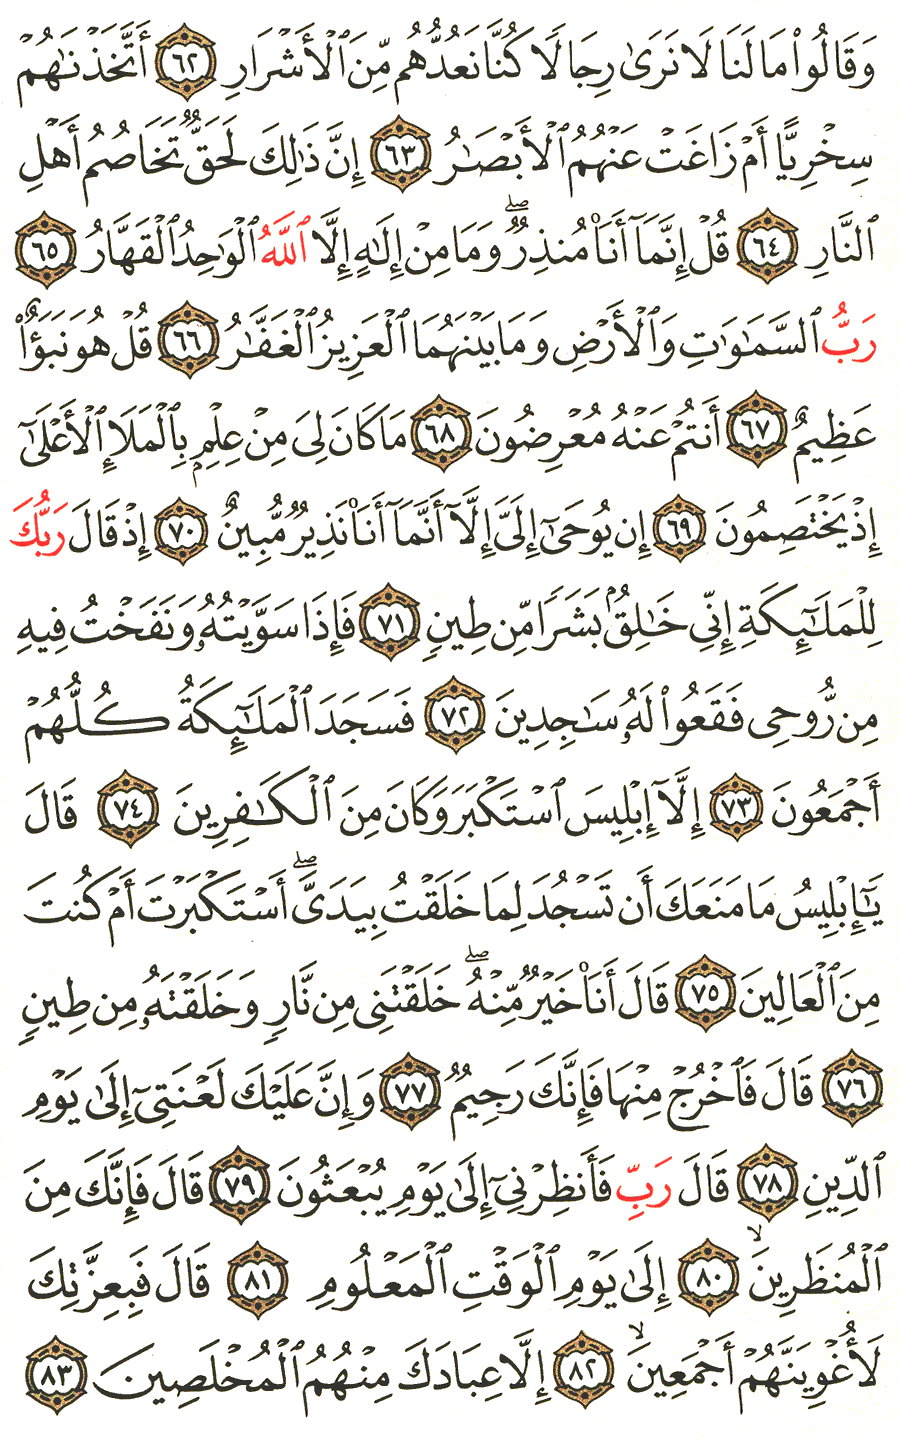 وَقَالُوا۟ مَا لَنَا لَا نَرَىٰ رِجَالًا كُنَّا نَعُدُّهُم مِّنَ ٱلْأَشْرَارِ ٦٢ أَتَّخَذْنَٰهُمْ
سِخْرِيًّا أَمْ زَاغَتْ عَنْهُمُ ٱلْأَبْصَٰرُ ٦٣ إِنَّ ذَٰلِكَ لَحَقٌّ تَخَاصُمُ أَهْلِ
ٱلنَّارِ ٦٤ قُلْ إِنَّمَآ أَنَا۠ مُنذِرٌ ۖ وَمَا مِنْ إِلَٰهٍ إِلَّا ٱللَّهُ ٱلْوَٰحِدُ ٱلْقَهَّارُ ٦٥
رَبُّ ٱلسَّمَٰوَٰتِ وَٱلْأَرْضِ وَمَا بَيْنَهُمَا ٱلْعَزِيزُ ٱلْغَفَّٰرُ ٦٦ قُلْ هُوَ نَبَؤٌا۟
عَظِيمٌ ٦٧ أَنتُمْ عَنْهُ مُعْرِضُونَ ٦٨ مَا كَانَ لِىَ مِنْ عِلْمٍۭ بِٱلْمَلَإِ ٱلْأَعْلَىٰٓ
إِذْ يَخْتَصِمُونَ ٦٩ إِن يُوحَىٰٓ إِلَىَّ إِلَّآ أَنَّمَآ أَنَا۠ نَذِيرٌ مُّبِينٌ ٧٠ إِذْ قَالَ رَبُّكَ
لِلْمَلَٰٓئِكَةِ إِنِّى خَٰلِقٌۢ بَشَرًا مِّن طِينٍ ٧١ فَإِذَا سَوَّيْتُهُۥ وَنَفَخْتُ فِيهِ
مِن رُّوحِى فَقَعُوا۟ لَهُۥ سَٰجِدِينَ ٧٢ فَسَجَدَ ٱلْمَلَٰٓئِكَةُ كُلُّهُمْ
أَجْمَعُونَ ٧٣ إِلَّآ إِبْلِيسَ ٱسْتَكْبَرَ وَكَانَ مِنَ ٱلْكَٰفِرِينَ ٧٤ قَالَ
يَٰٓإِبْلِيسُ مَا مَنَعَكَ أَن تَسْجُدَ لِمَا خَلَقْتُ بِيَدَىَّ ۖ أَسْتَكْبَرْتَ أَمْ كُنتَ
مِنَ ٱلْعَالِينَ ٧٥ قَالَ أَنَا۠ خَيْرٌ مِّنْهُ ۖ خَلَقْتَنِى مِن نَّارٍ وَخَلَقْتَهُۥ مِن طِينٍ
٧٦ قَالَ فَٱخْرُجْ مِنْهَا فَإِنَّكَ رَجِيمٌ ٧٧ وَإِنَّ عَلَيْكَ لَعْنَتِىٓ إِلَىٰ يَوْمِ
ٱلدِّينِ ٧٨ قَالَ رَبِّ فَأَنظِرْنِىٓ إِلَىٰ يَوْمِ يُبْعَثُونَ ٧٩ قَالَ فَإِنَّكَ مِنَ
ٱلْمُنظَرِينَ ۙ ٨٠ إِلَىٰ يَوْمِ ٱلْوَقْتِ ٱلْمَعْلُومِ ٨١ قَالَ فَبِعِزَّتِكَ
لَأُغْوِيَنَّهُمْ أَجْمَعِينَ ۙ ٨٢ إِلَّا عِبَادَكَ مِنْهُمُ ٱلْمُخْلَصِينَ ٨٣